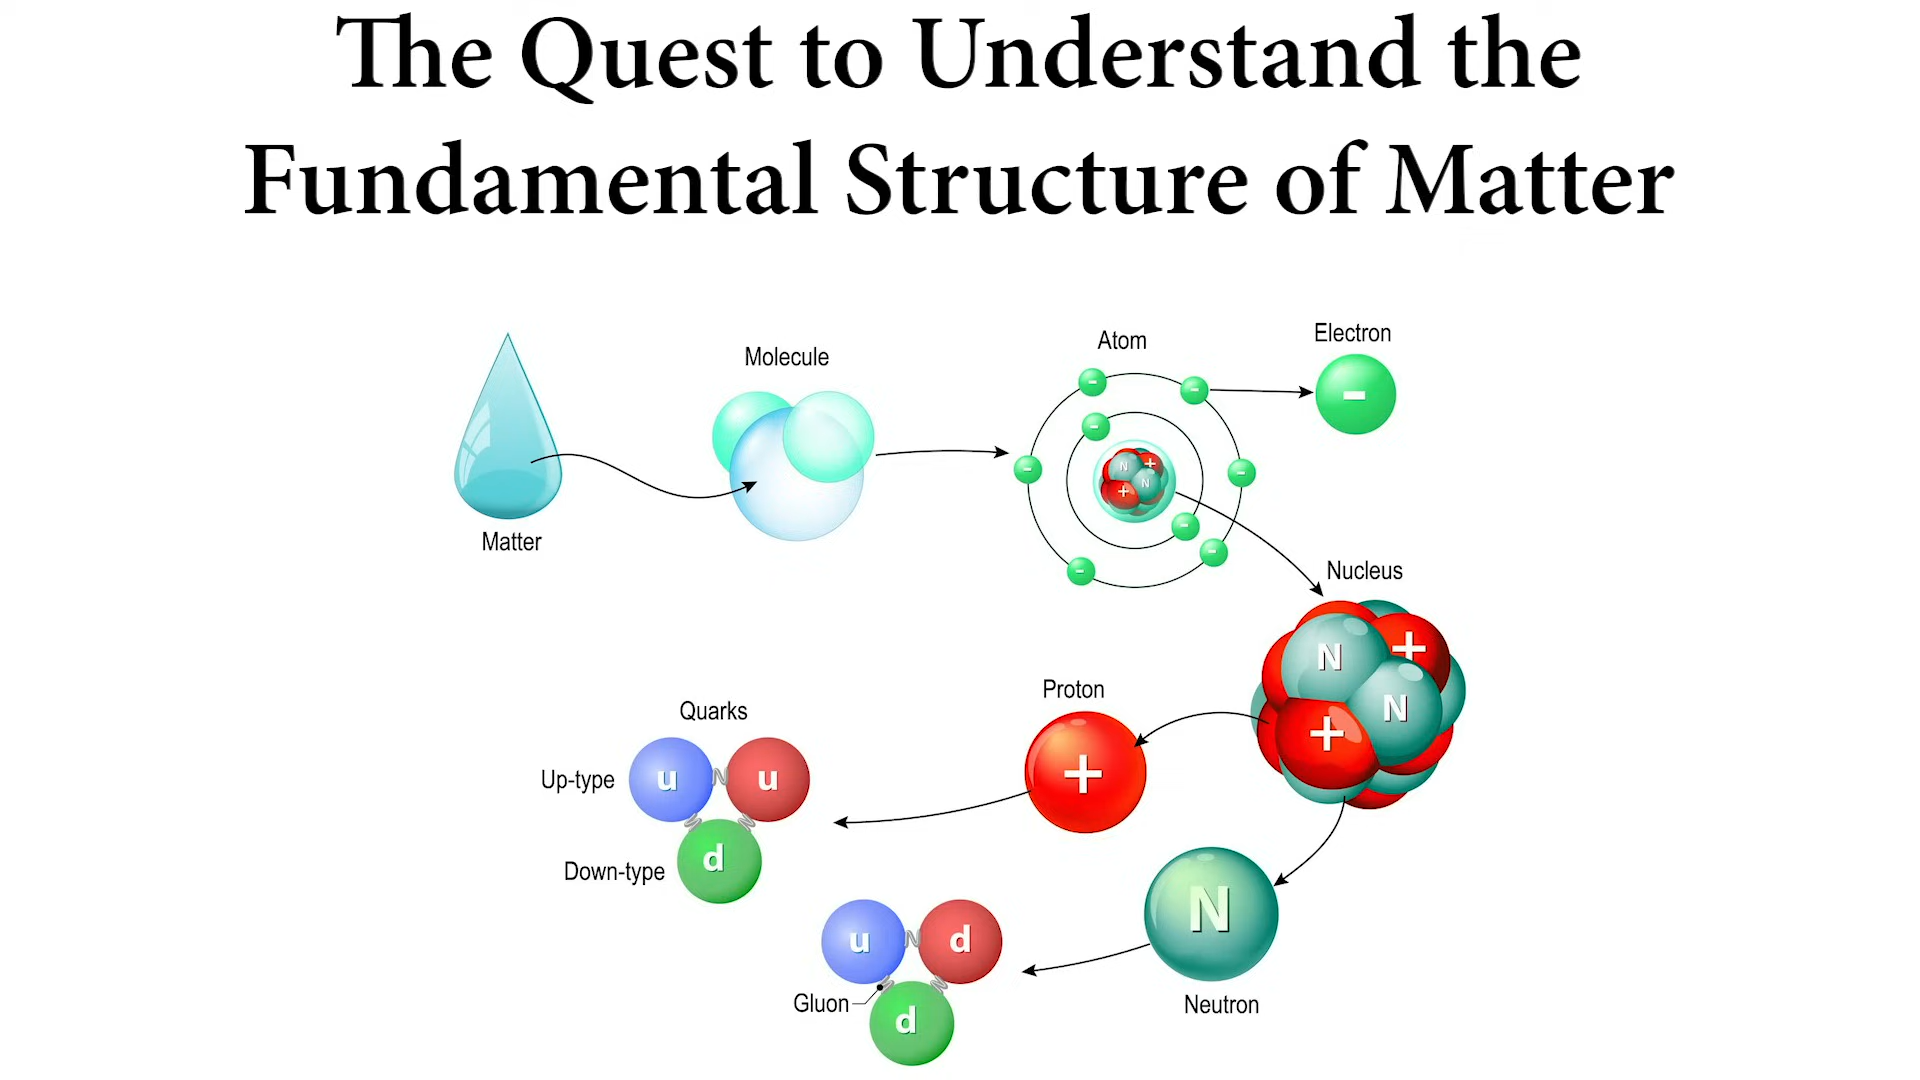 The Quest to Understand the
Fundamental Structure of Matter
Matter
Molecule
Atom
-
-
-
-
-
-
-
-
N
+
+
N
Electron
-
Nucleus
N
+
N
+
Proton
+
Quarks
Up-type
u
u
Down-type
d
Neutron
N
u
d
Gluon
d